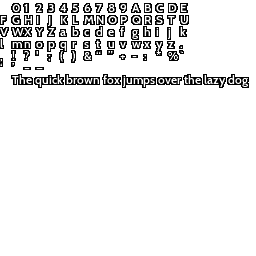 0 1 2 3 4 5 6 7 8 9 A B C D E
F G H I J K L M N O P Q R S T U
V W X Y Z a b c d e f g h i j k
l m n o p q r s t u v w x y z .
! ? ' ; ( ) & “ ” + - : * %
The quick brown fox jumps over the lazy dog